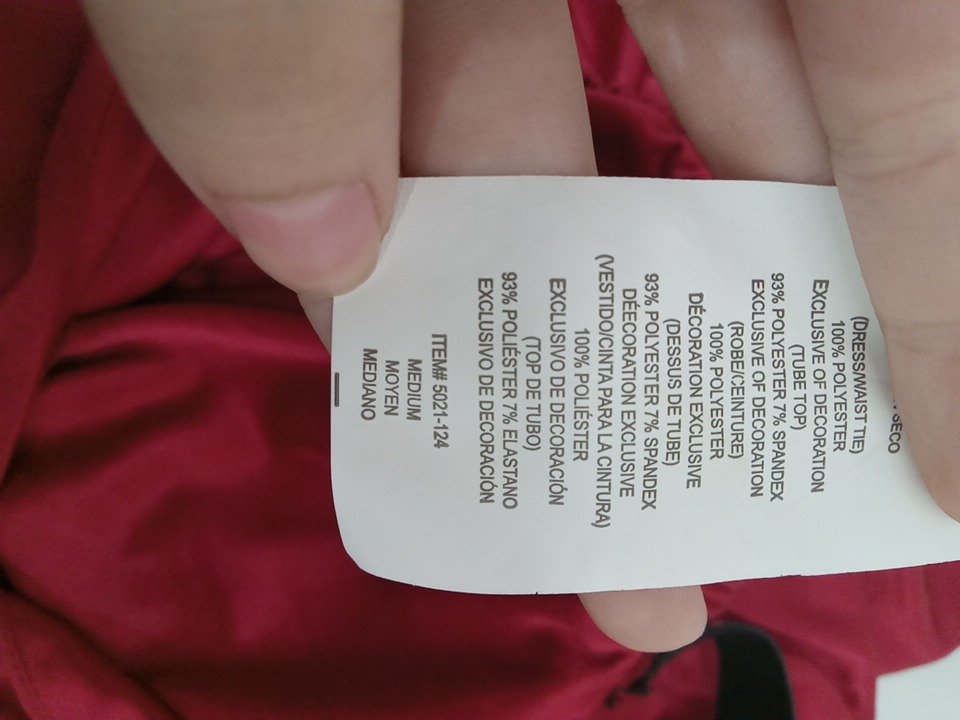 /SECO
(DRESS/WAIST TIE)
100% POLYESTER
EXCLUSIVE OF DECORATION
(TUBE TOP)
93% POLYESTER 7% SPANDEX
EXCLUSIVE OF DECORATION
(ROBE/CEINTURE)
100% POLYESTER
DÉCORATION EXCLUSIVE
(DESSUS DE TUBE)
93% POLYESTER 7% SPANDEX
DÉECORATION EXCLUSIVE
(VESTIDO/CINTA PARA LA CINTURA)
100% POLIÉSTER
EXCLUSIVO DE DECORACIÓN
(TOP DE TUBO)
93% POLIÉSTER 7% ELASTANO
EXCLUSIVO DE DECORACIÓN
ITEM# 5021-124
MEDIUM
MOYEN
MEDIANO